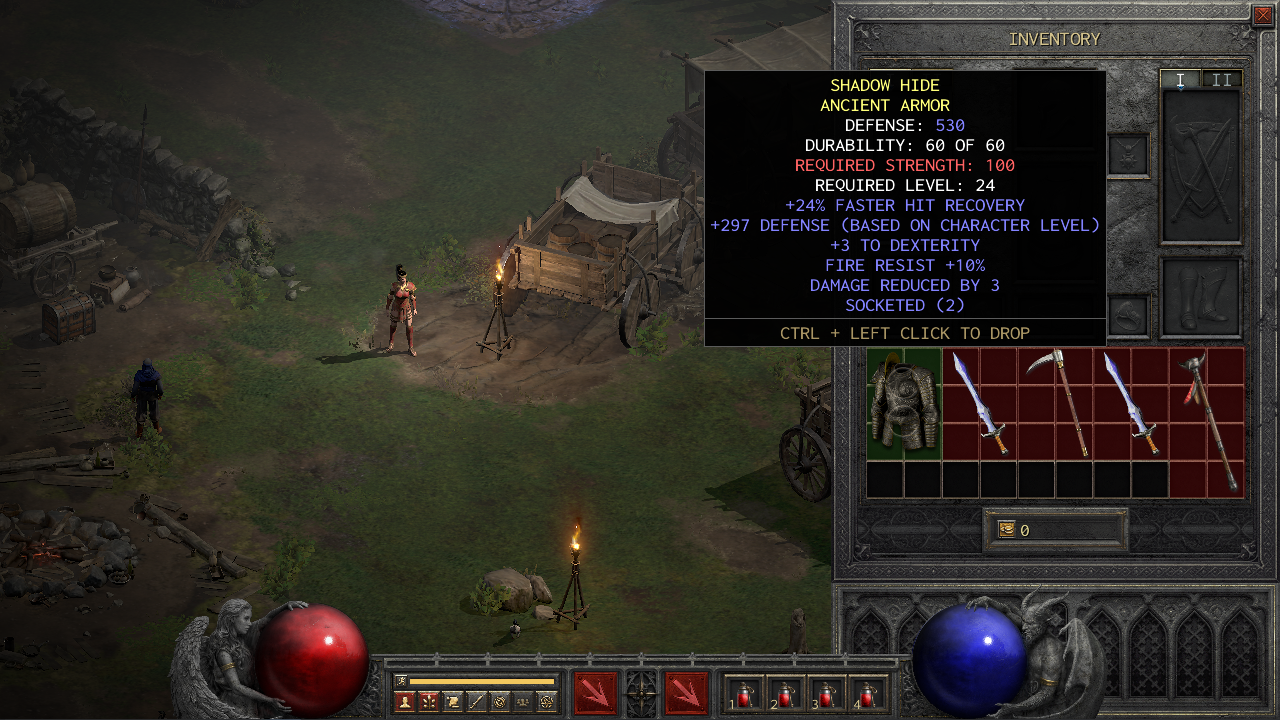 INVENTORY
I II
SHADOW HIDE
ANCIENT ARMOR
DEFENSE: 530
DURABILITY: 60 OF 60
REQUIRED STRENGTH: 100
REQUIRED LEVEL: 24
+24% FASTER HIT RECOVERY
+297 DEFENSE (BASED ON CHARACTER LEVEL)
+3 TO DEXTERITY
FIRE RESIST +10%
DAMAGE REDUCED BY 3
SOCKETED (2)
CTRL + LEFT CLICK TO DROP
0
1 2 3 4